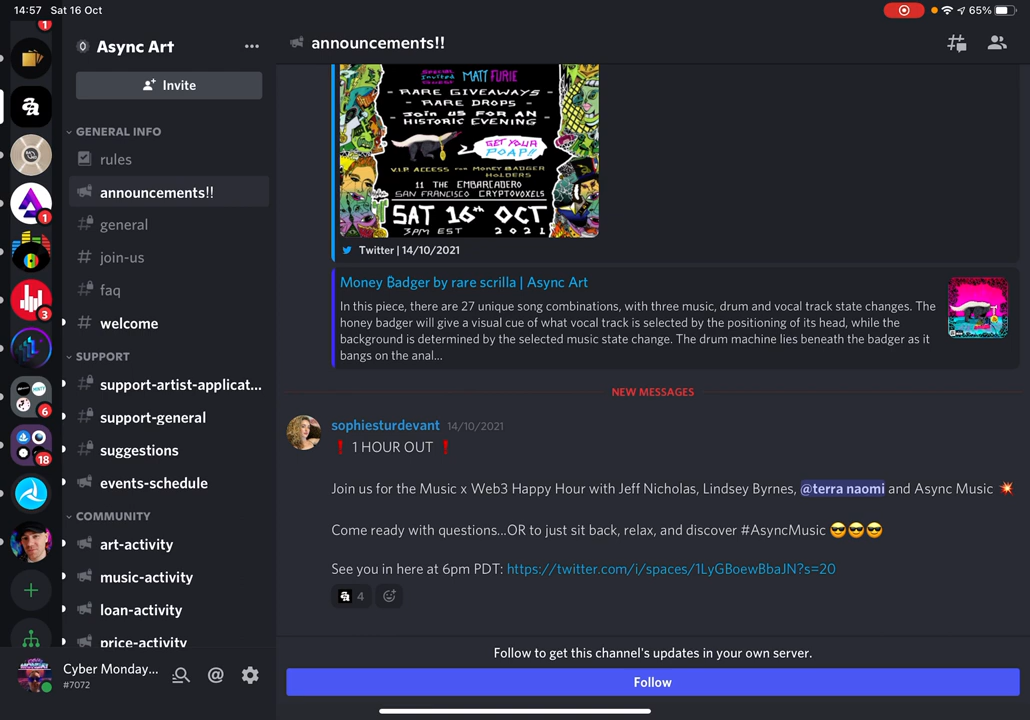 14:57 Sat 16 Oct
65%
1
Async Art
Invite
GENERAL INFO
rules
announcements!!
general
join-us
faq
welcome
SUPPORT
support-artist-applicat...
support-general
suggestions
events-schedule
COMMUNITY
art-activity
music-activity
loan-activity
price-activity
1
3
6
18
Cyber Monday...
#7072
announcements!!
SPECIAL INVITED MATT FURIE
- RARE GIVEAWAYS -
- RARE DROPS -
JOIN US FOR AN
HISTORIC EVENING
GET YOUR
POAP!!
V.I.P ACCESS FOR MONEY BADGER
HOLDERS
11 THE EMBARCADERO
SAN FRANCISCO CRYPTOVOXELS
SAT 16th OCT
3PM EST 2021
Twitter | 14/10/2021
Money Badger by rare scrilla | Async Art
In this piece, there are 27 unique song combinations, with three music, drum and vocal track state changes. The
honey badger will give a visual cue of what vocal track is selected by the positioning of its head, while the
background is determined by the selected music state change. The drum machine lies beneath the badger as it
bangs on the anal...
NEW MESSAGES
sophiesturdevant 14/10/2021
❗ 1 HOUR OUT ❗
Join us for the Music x Web3 Happy Hour with Jeff Nicholas, Lindsey Byrnes, @terra naomi and Async Music 💥
Come ready with questions...OR to just sit back, relax, and discover #AsyncMusic 😎😎😎
See you in here at 6pm PDT: https://twitter.com/i/spaces/1LyGBoewBbaJN?s=20
4
Follow to get this channel's updates in your own server.
Follow